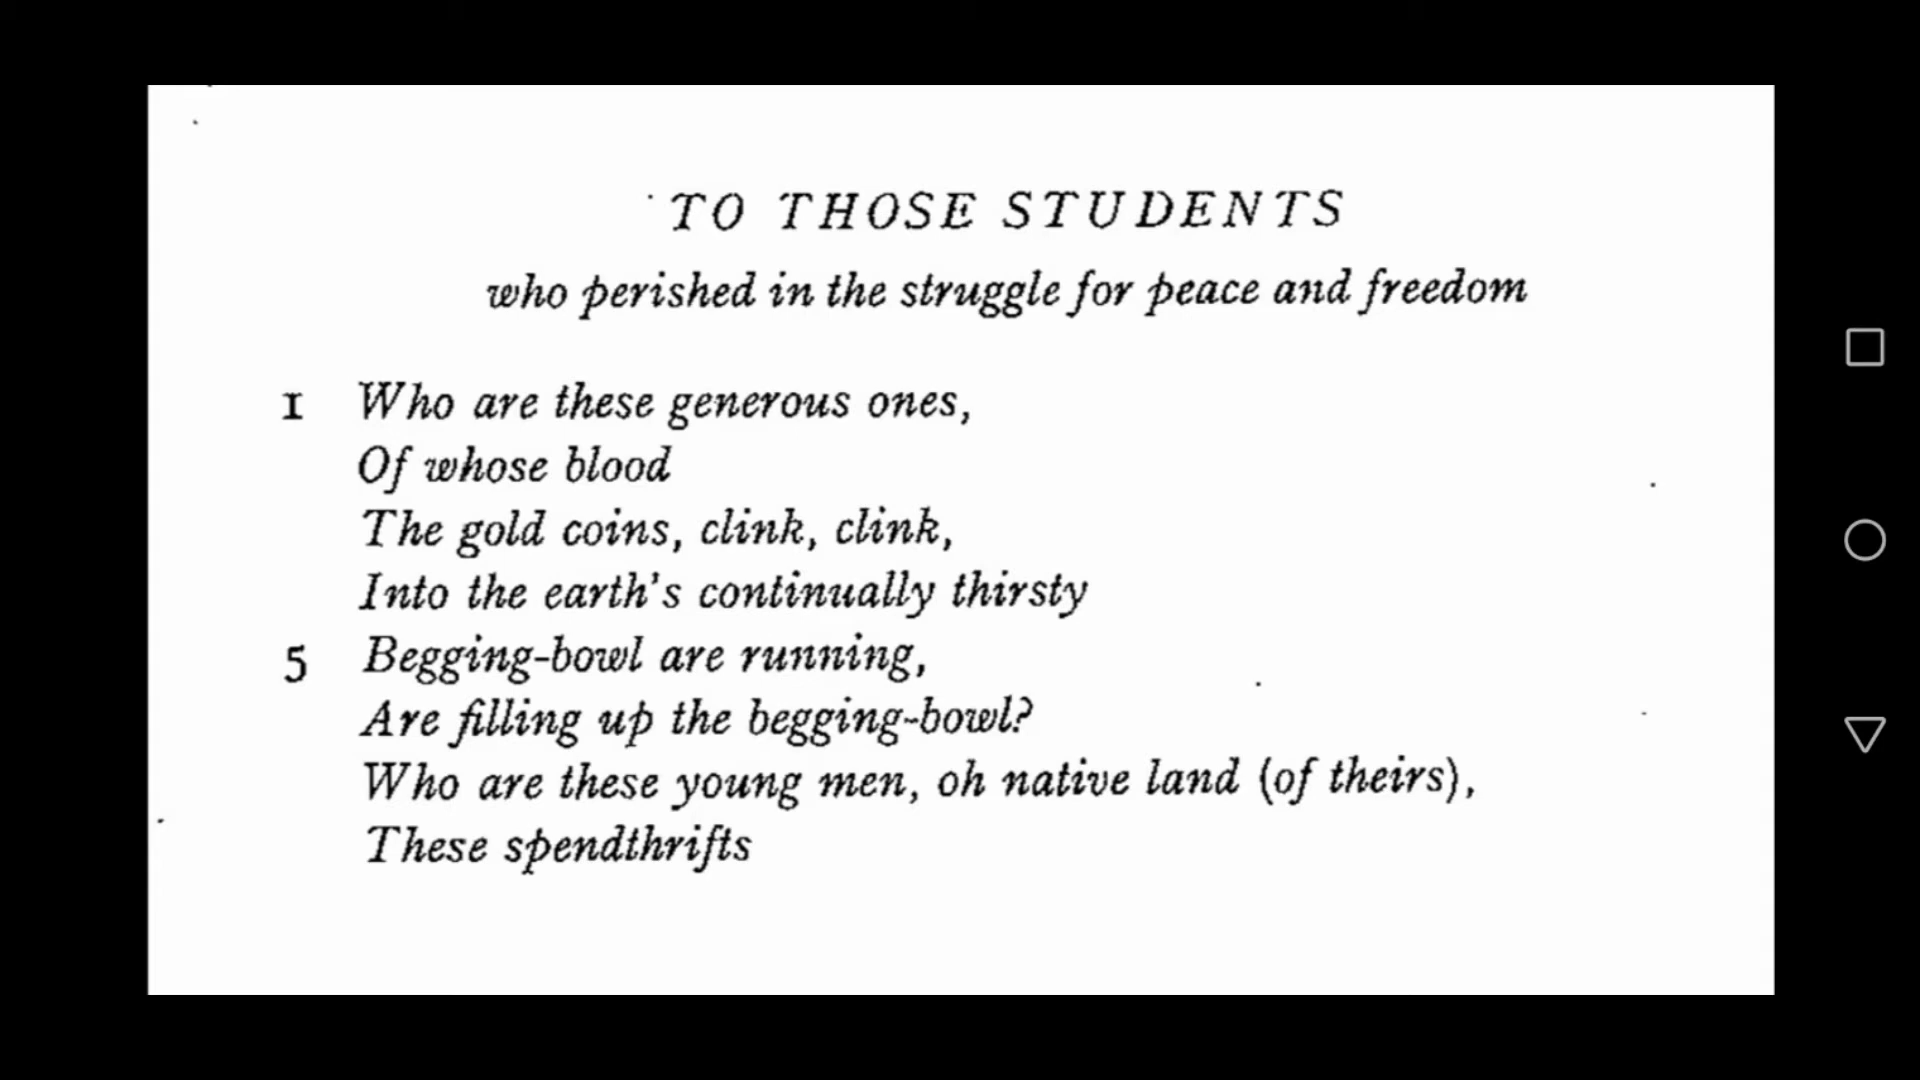 TO THOSE STUDENTS
who perished in the struggle for peace and freedom
1 Who are these generous ones,
Of whose blood
The gold coins, clink, clink,
Into the earth's continually thirsty
5 Begging-bowl are running,
Are filling up the begging-bowl?
Who are these young men, oh native land (of theirs),
These spendthrifts